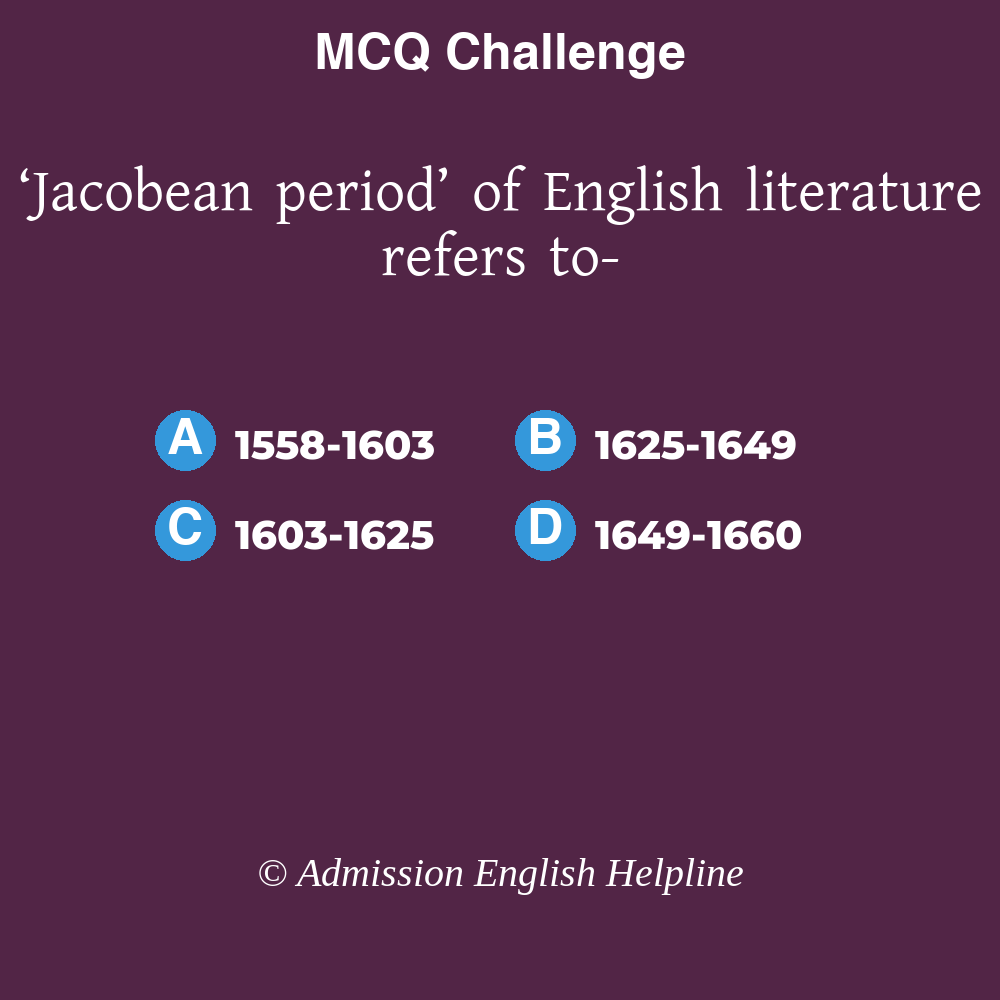 MCQ Challenge
‘Jacobean period’ of English literature
refers to-
A 1558-1603 B 1625-1649
C 1603-1625 D 1649-1660
© Admission English Helpline